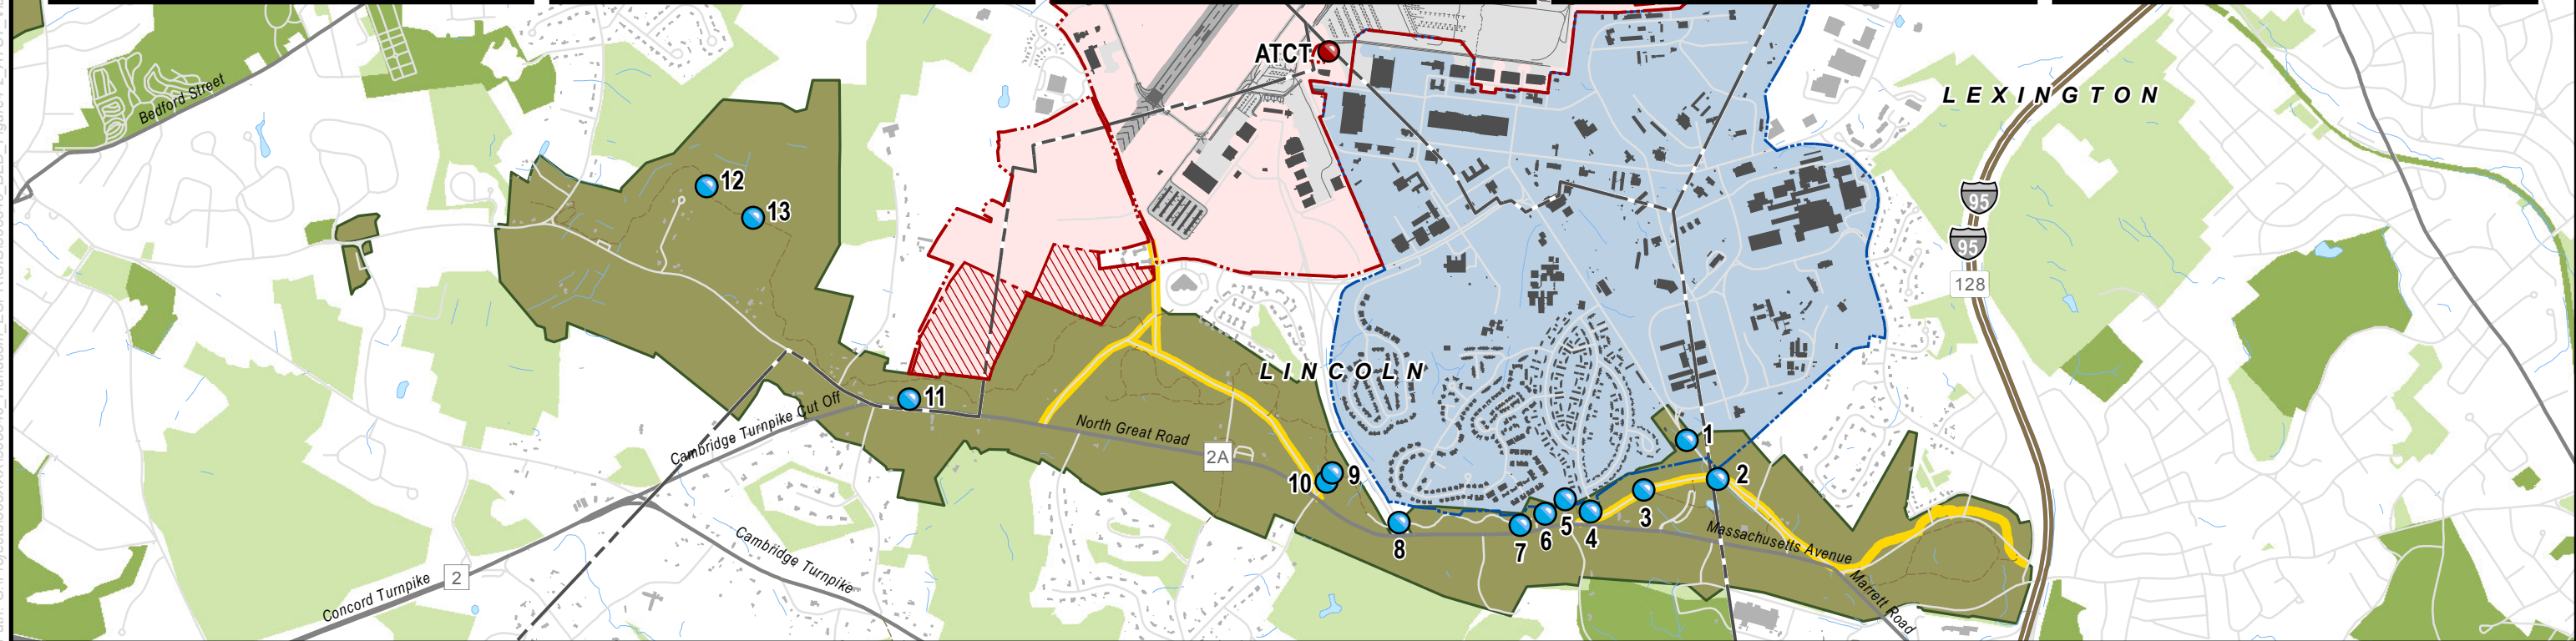 ATCT
LEXINGTON
Bedford Street
12
13
95
95
128
LINCOLN
11
Cambridge Turnpike Cut Off
North Great Road
2A
1
9
10
2
3
5
4
6
7
8
Massachusetts Avenue
Cambridge Turnpike
Concord Turnpike
2
Marrett Road